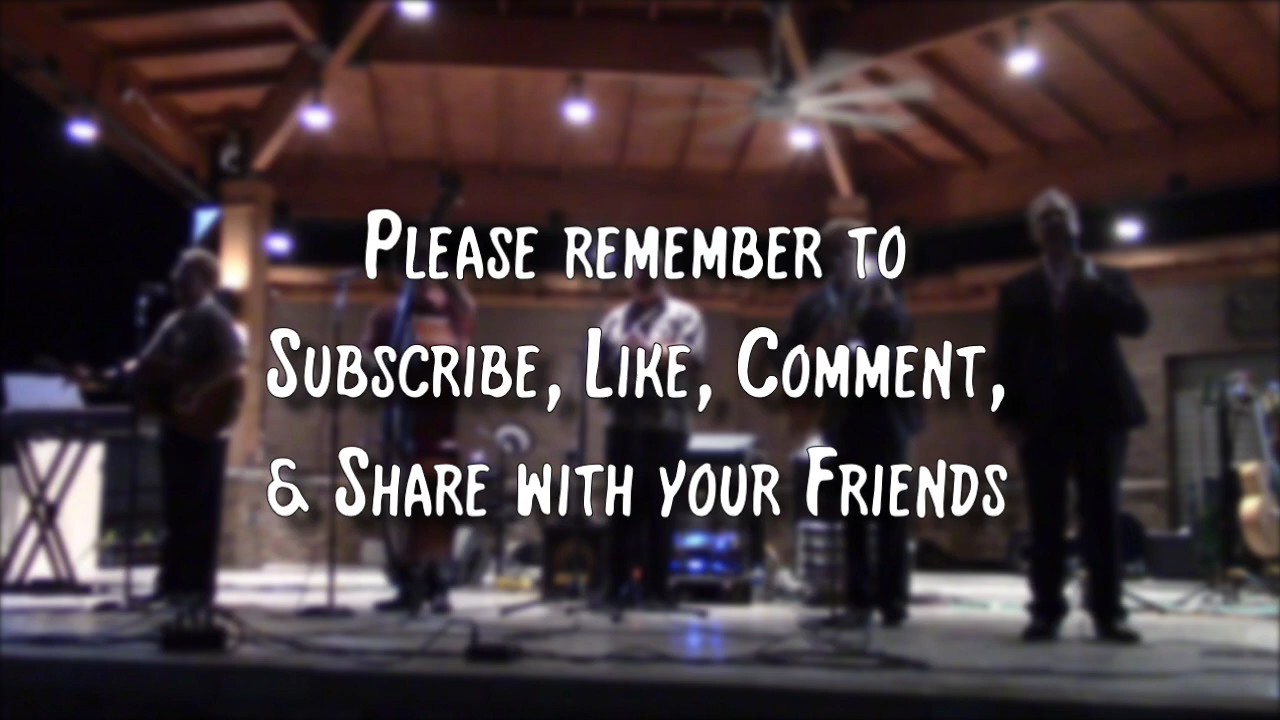 Please remember to
Subscribe, Like, Comment,
& Share with your Friends